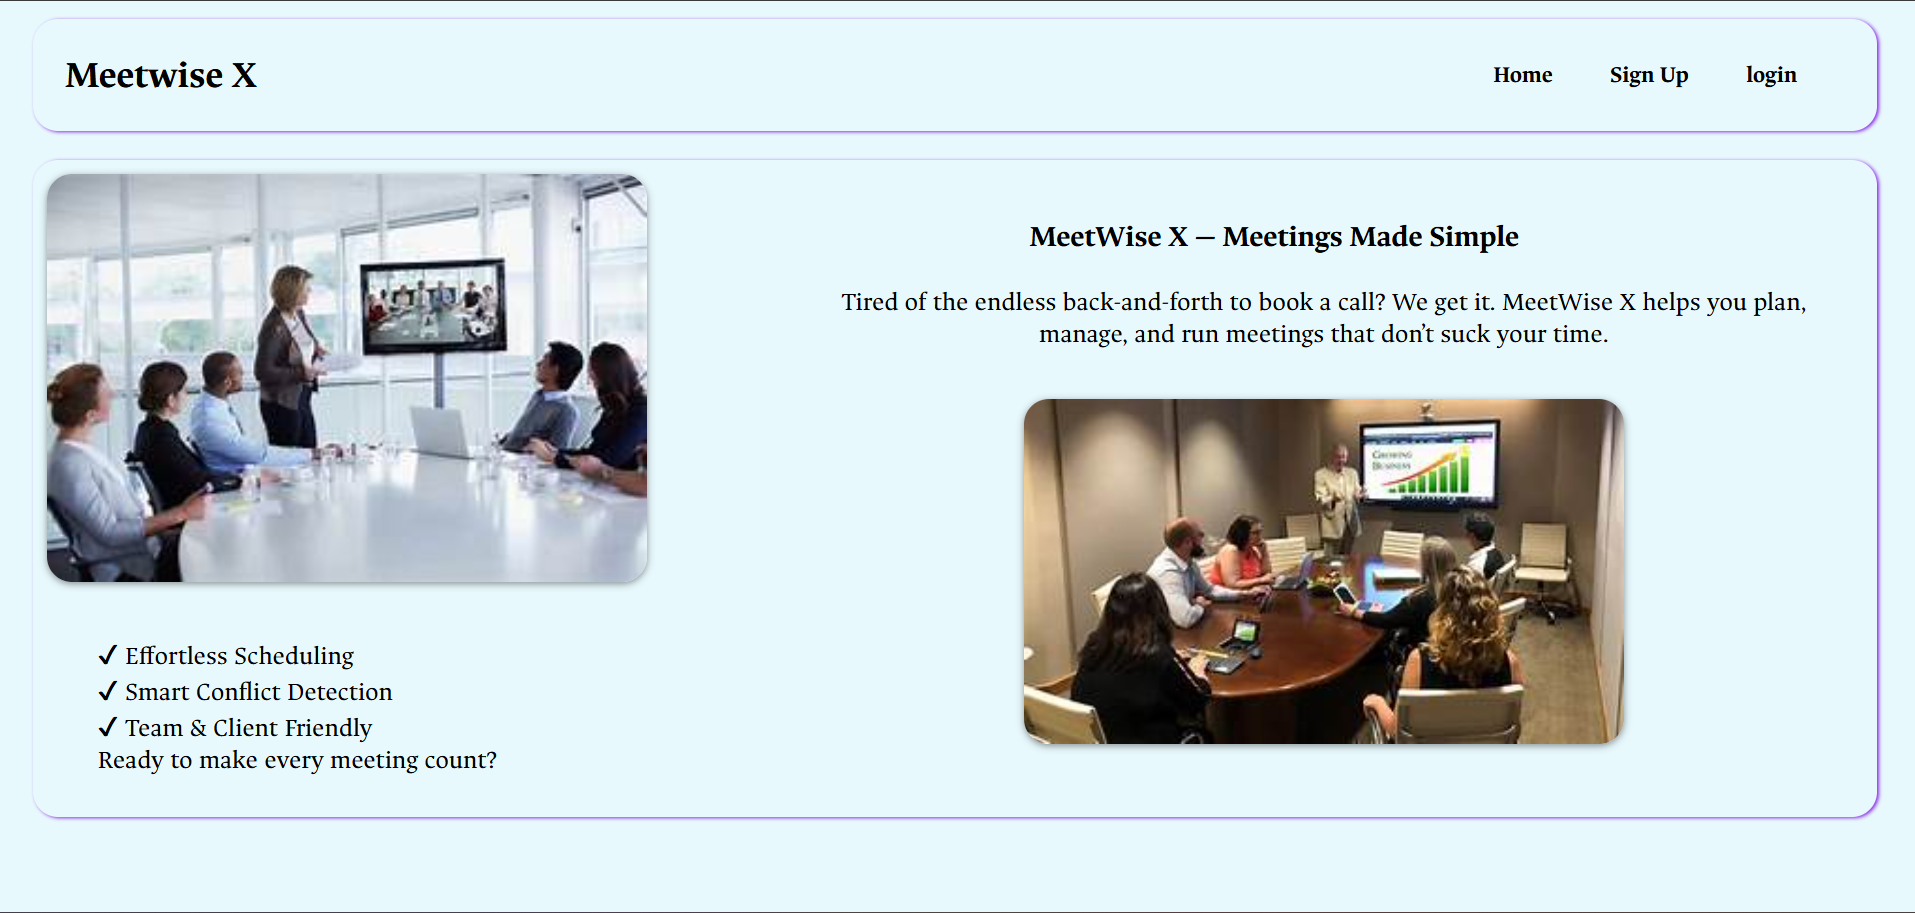 Meetwise X
Home
Sign Up
login
MeetWise X – Meetings Made Simple
Tired of the endless back-and-forth to book a call? We get it. MeetWise X helps you plan,
manage, and run meetings that don’t suck your time.
GROWING
BUSINESS
✓ Effortless Scheduling
✓ Smart Conflict Detection
✓ Team & Client Friendly
Ready to make every meeting count?